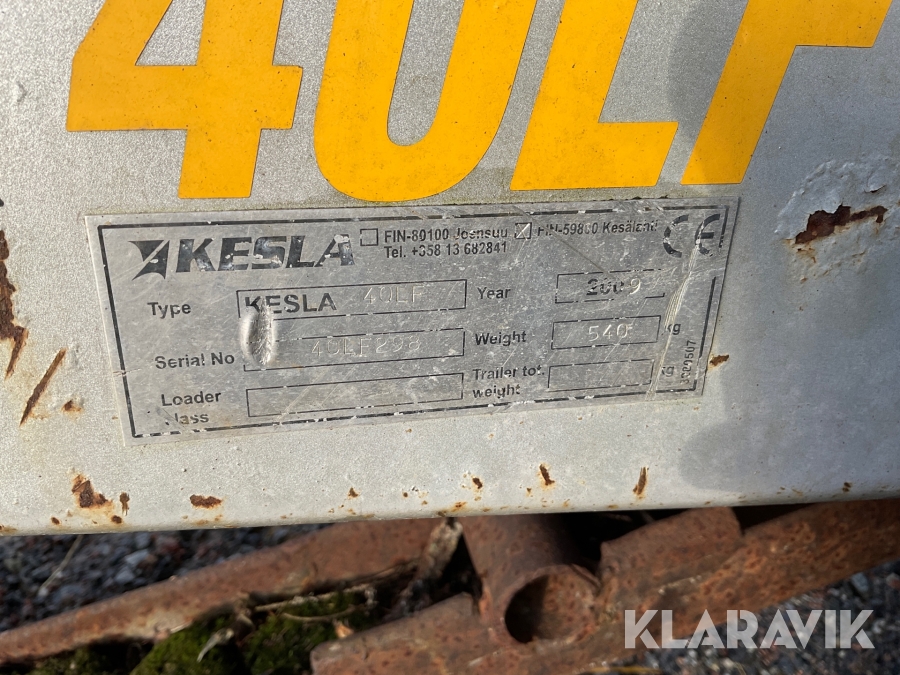 40LF
KESLA FIN-80100 Joensuu FIN-59800 Kesälahti CE
Tel. +358 13 682841
Type KESLA 40LF Year 2009
Serial No 40LF298 Weight 540 kg
Loader class Trailer tot. weight kg
KLARAVIK